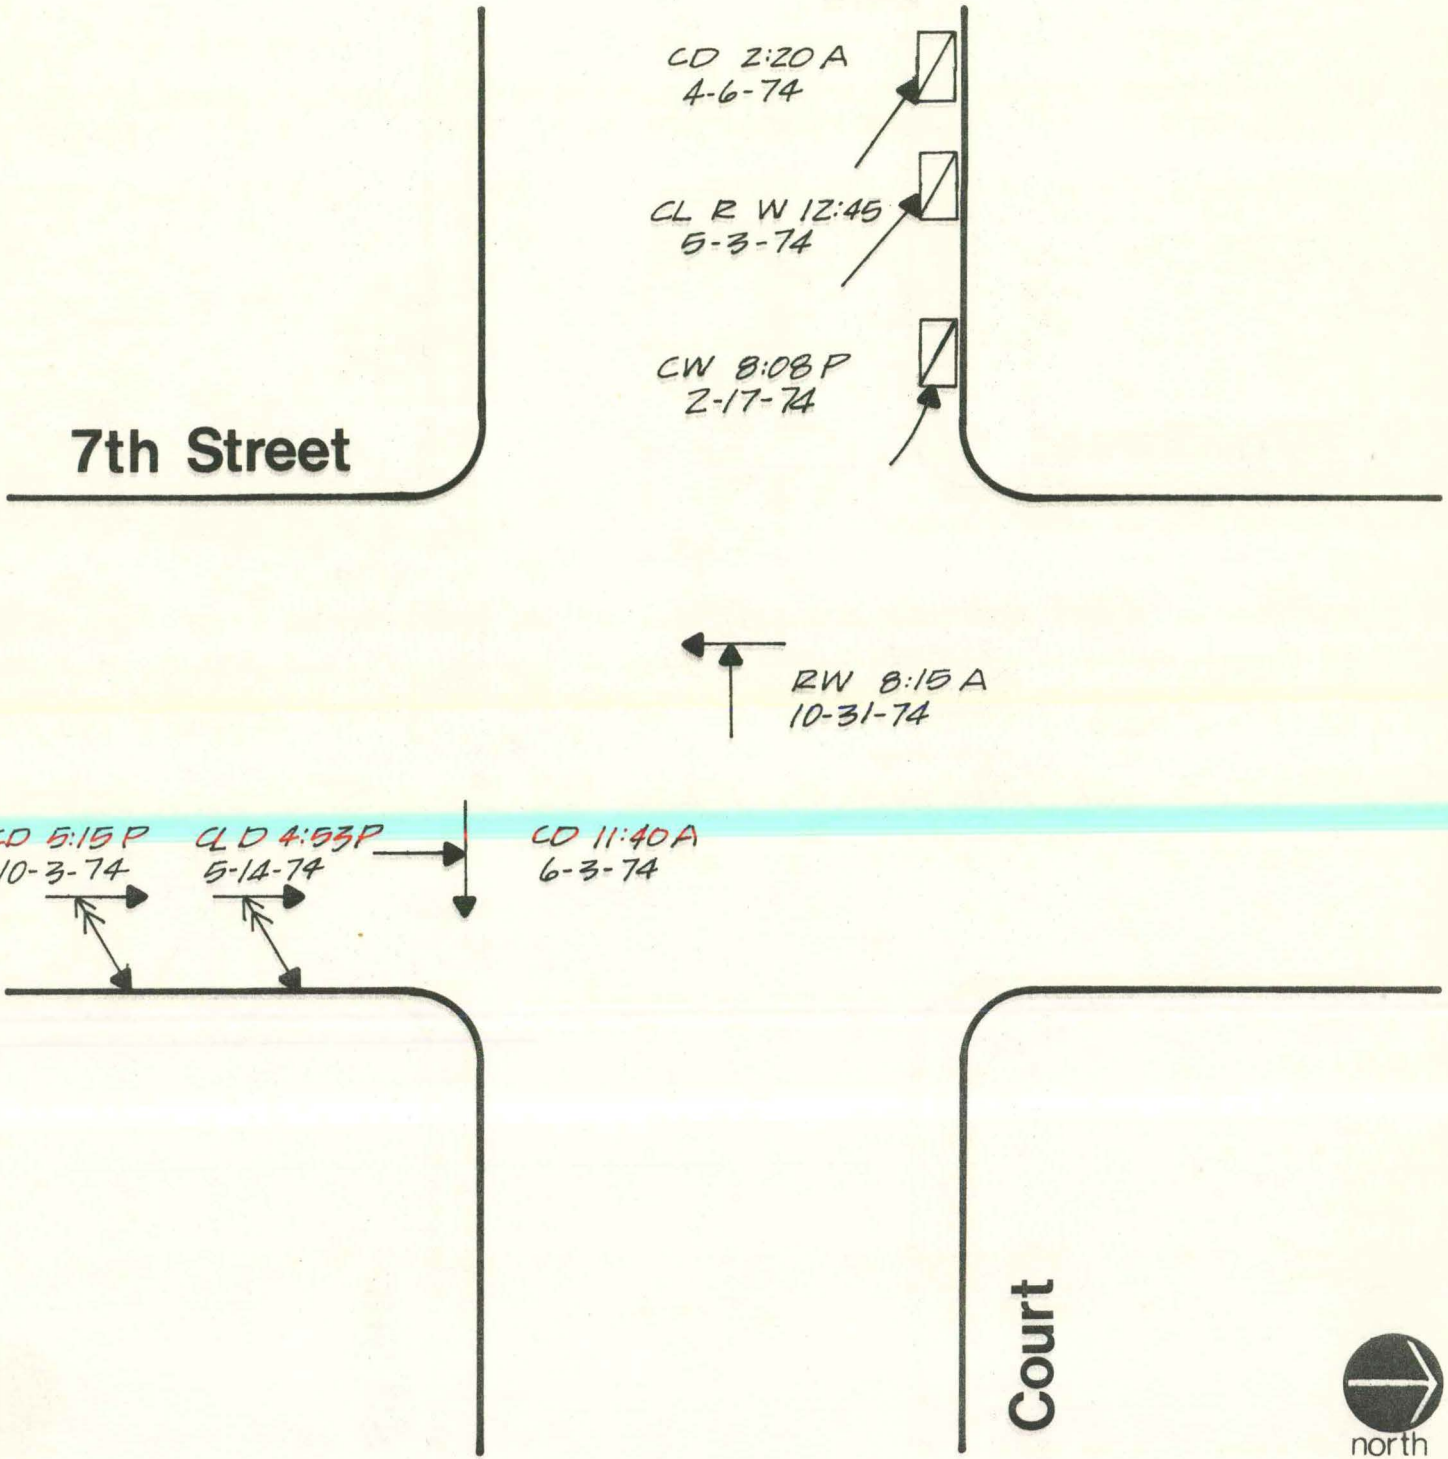 CD 2:20 A
4-6-74
CL R W 12:45
5-3-74
CW 8:08 P
2-17-74
7th Street
RW 8:15 A
10-31-74
CD 5:15 P
10-3-74
CL D 4:53 P
5-14-74
CD 11:40 A
6-3-74
Court
north